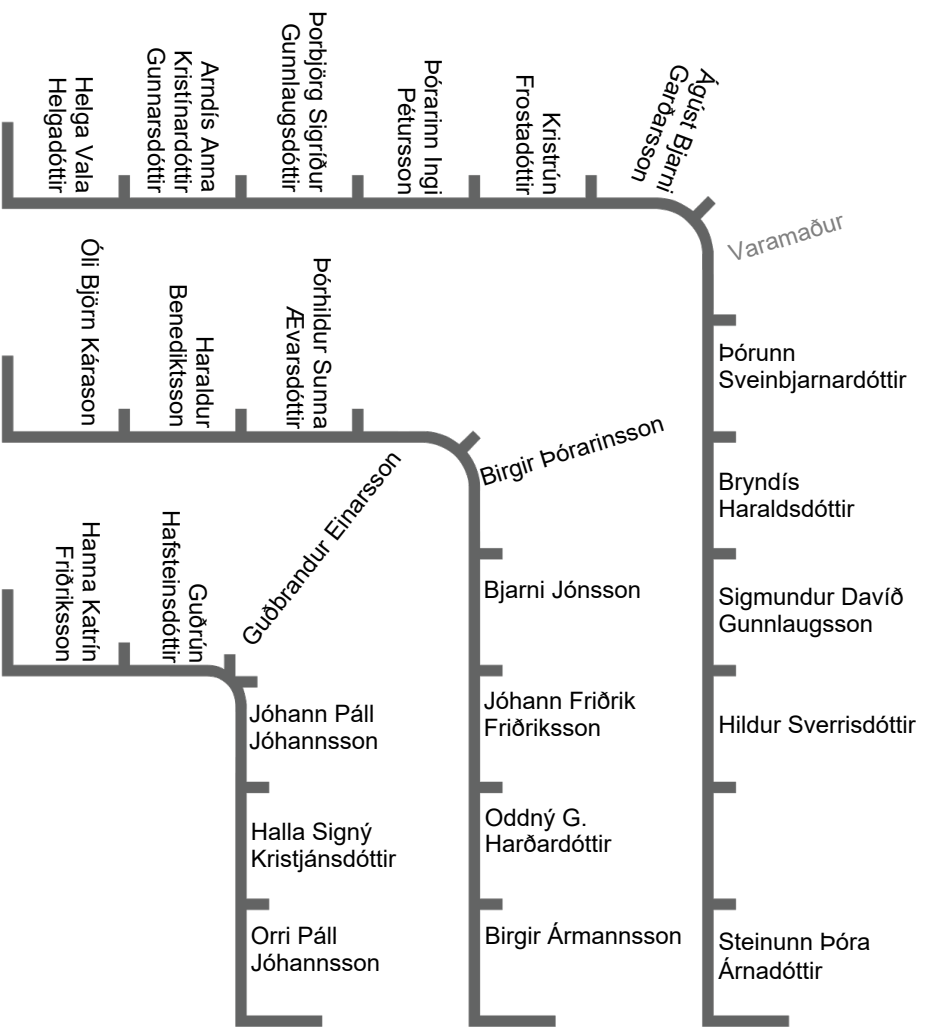 Helga Vala
Helgadóttir
Arndís Anna
Kristínardóttir
Gunnarsdóttir
Þorbjörg Sigríður
Gunnlaugsdóttir
Þórarinn Ingi
Pétursson
Kristrún
Frostadóttir
Ágúst Bjarni
Garðarsson
Varamaður
Þórunn
Sveinbjarnardóttir
Bryndís
Haraldsdóttir
Sigmundur Davíð
Gunnlaugsson
Hildur Sverrisdóttir
Steinunn Þóra
Árnadóttir
Óli Björn Kárason
Haraldur
Benediktsson
Þórhildur Sunna
Ævarsdóttir
Birgir Þórarinsson
Bjarni Jónsson
Jóhann Friðrik
Friðriksson
Oddný G.
Harðardóttir
Birgir Ármannsson
Hanna Katrín
Friðriksson
Guðrún
Hafsteinsdóttir
Guðbrandur Einarsson
Jóhann Páll
Jóhannsson
Halla Signý
Kristjánsdóttir
Orri Páll
Jóhannsson